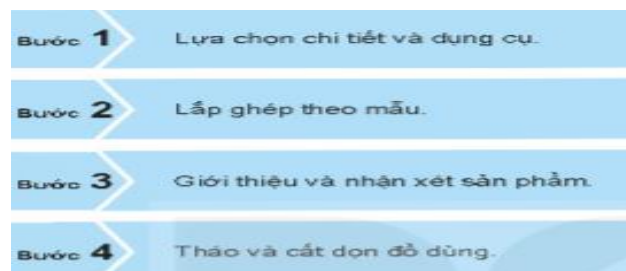 Bước 1 Lựa chọn chi tiết và dụng cụ.
Bước 2 Lắp ghép theo mẫu.
Bước 3 Giới thiệu và nhận xét sản phẩm.
Bước 4 Tháo và cất dọn đồ dùng.